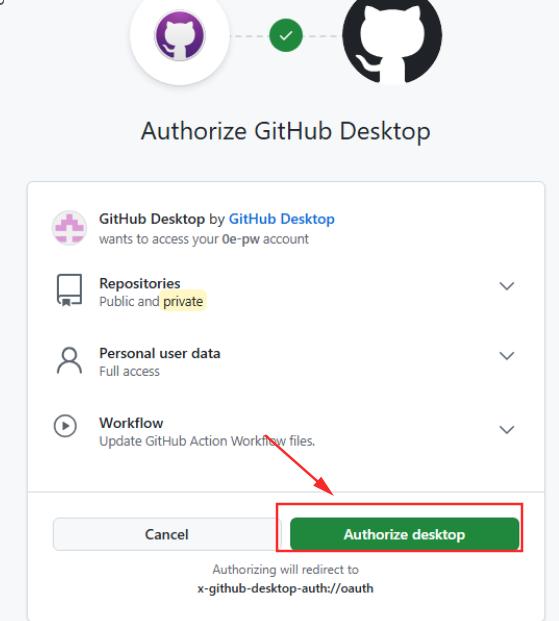 Authorize GitHub Desktop
GitHub Desktop by GitHub Desktop
wants to access your 0e-pw account
Repositories
Public and private
Personal user data
Full access
Workflow
Update GitHub Action Workflow files.
Cancel
Authorize desktop
Authorizing will redirect to
x-github-desktop-auth://oauth